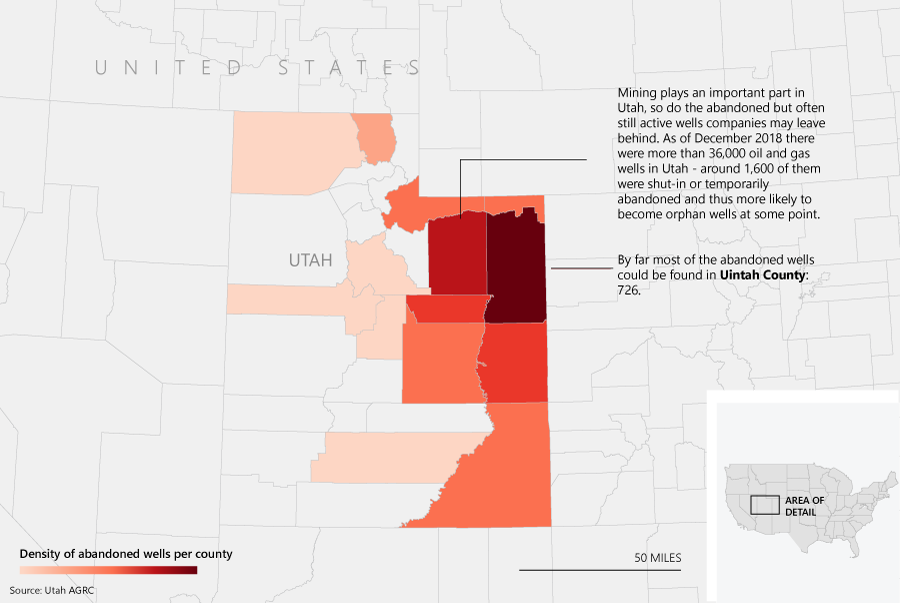 UNITED STATES
Mining plays an important part in
Utah, so do the abandoned but often
still active wells companies may leave
behind. As of December 2018 there
were more than 36,000 oil and gas
wells in Utah - around 1,600 of them
were shut-in or temporarily
abandoned and thus more likely to
become orphan wells at some point.
UTAH
By far most of the abandoned wells
could be found in Uintah County:
726.
AREA OF
DETAIL
Density of abandoned wells per county
50 MILES
Source: Utah AGRC